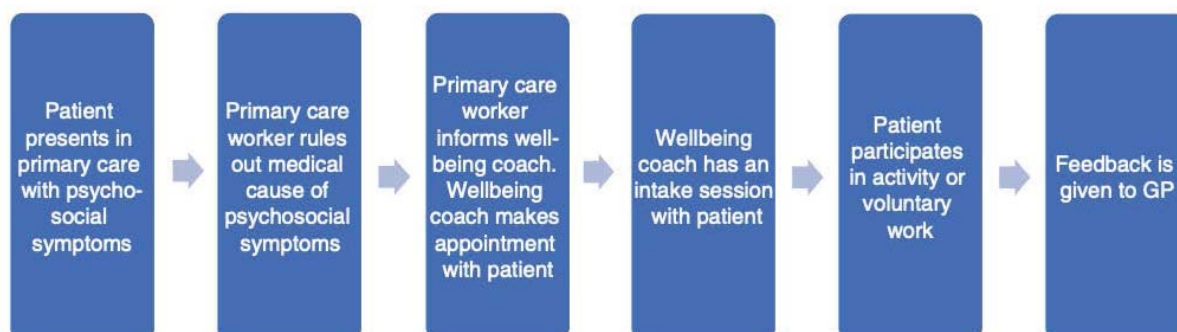 Patient
presents in
primary care
with psycho-
social
symptoms
Primary care
worker rules
out medical
cause of
psychosocial
symptoms
Primary care
worker
informs well-
being coach.
Wellbeing
coach makes
appointment
with patient
Wellbeing
coach has an
intake session
with patient
Patient
participates
in activity or
voluntary
work
Feedback is
given to GP